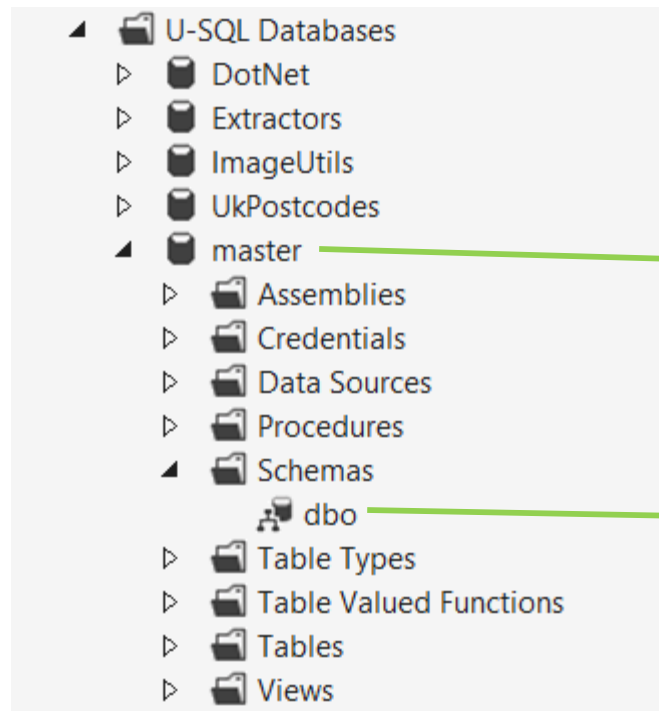 U-SQL Databases
DotNet
Extractors
ImageUtils
UkPostcodes
master
Assemblies
Credentials
Data Sources
Procedures
Schemas
dbo
Table Types
Table Valued Functions
Tables
Views